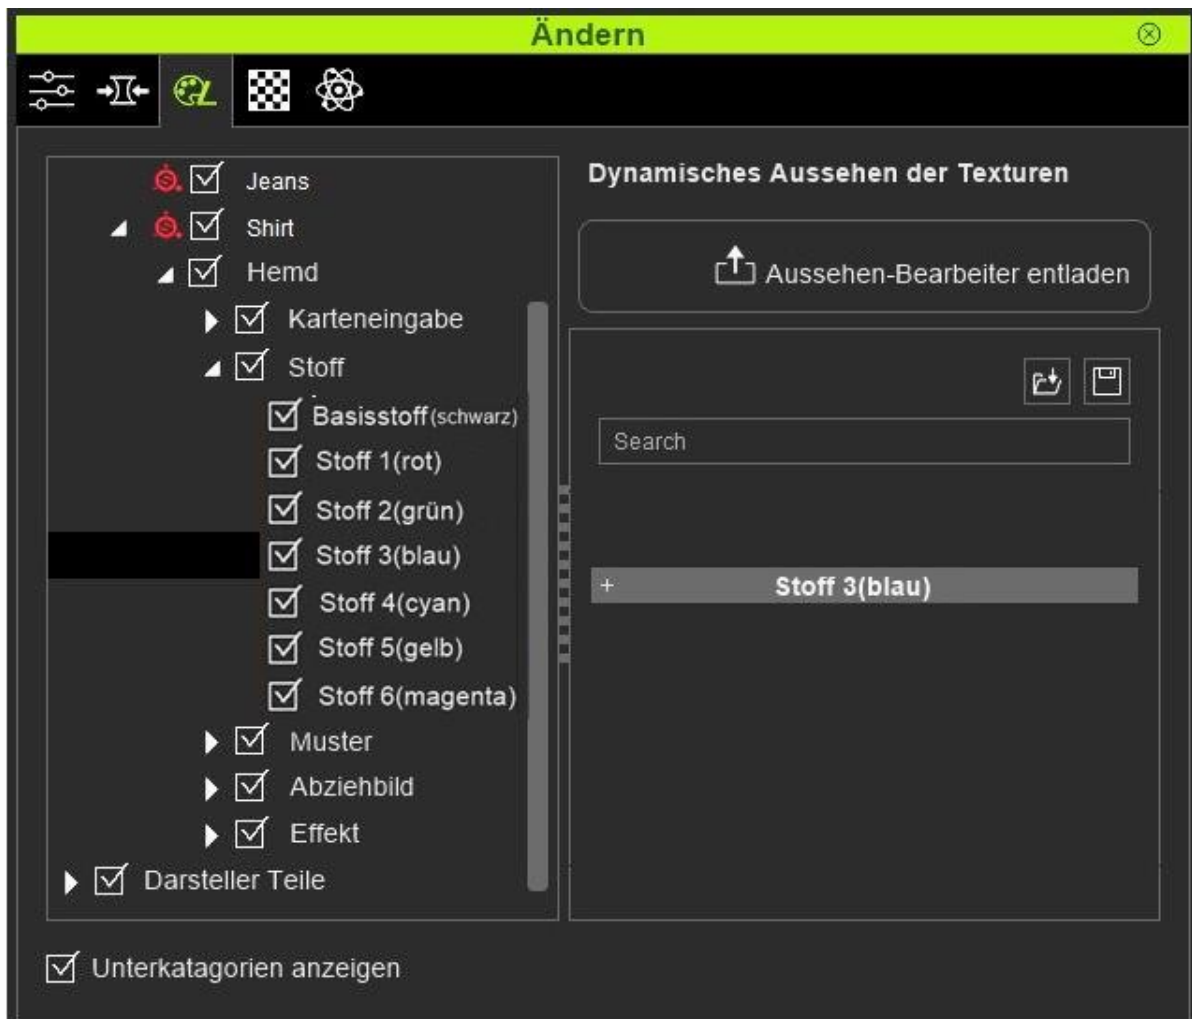 Ändern
Jeans
Shirt
Hemd
Karteneingabe
Stoff
Basisstoff(schwarz)
Stoff 1(rot)
Stoff 2(grün)
Stoff 3(blau)
Stoff 4(cyan)
Stoff 5(gelb)
Stoff 6(magenta)
Muster
Abziehbild
Effekt
Darsteller Teile
Unterkatagorien anzeigen
Dynamisches Aussehen der Texturen
Aussehen-Bearbeiter entladen
Search
+ Stoff 3(blau)